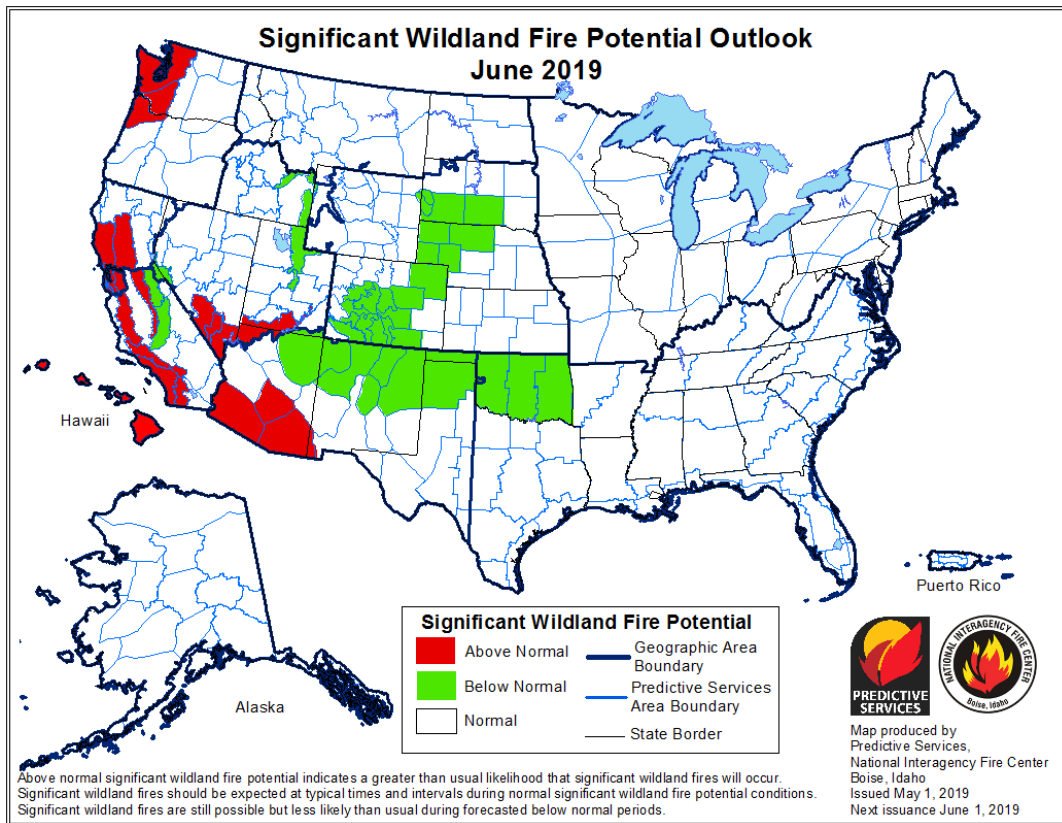 Significant Wildland Fire Potential Outlook
June 2019
Hawaii
Alaska
Puerto Rico
Significant Wildland Fire Potential
Above Normal
Below Normal
Normal
Geographic Area
Boundary
Predictive Services
Area Boundary
State Border
PREDICTIVE
SERVICES
NATIONAL INTERAGENCY FIRE CENTER
Boise, Idaho
Map produced by
Predictive Services,
National Interagency Fire Center
Boise, Idaho
Issued May 1, 2019
Next issuance June 1, 2019
Above normal significant wildland fire potential indicates a greater than usual likelihood that significant wildland fires will occur.
Significant wildland fires should be expected at typical times and intervals during normal significant wildland fire potential conditions.
Significant wildland fires are still possible but less likely than usual during forecasted below normal periods.